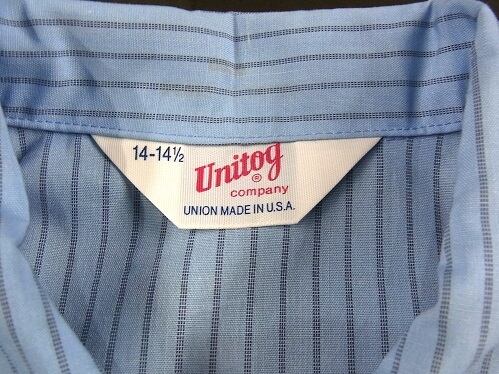 14-14½
Unitog
®
company
UNION MADE IN U.S.A.